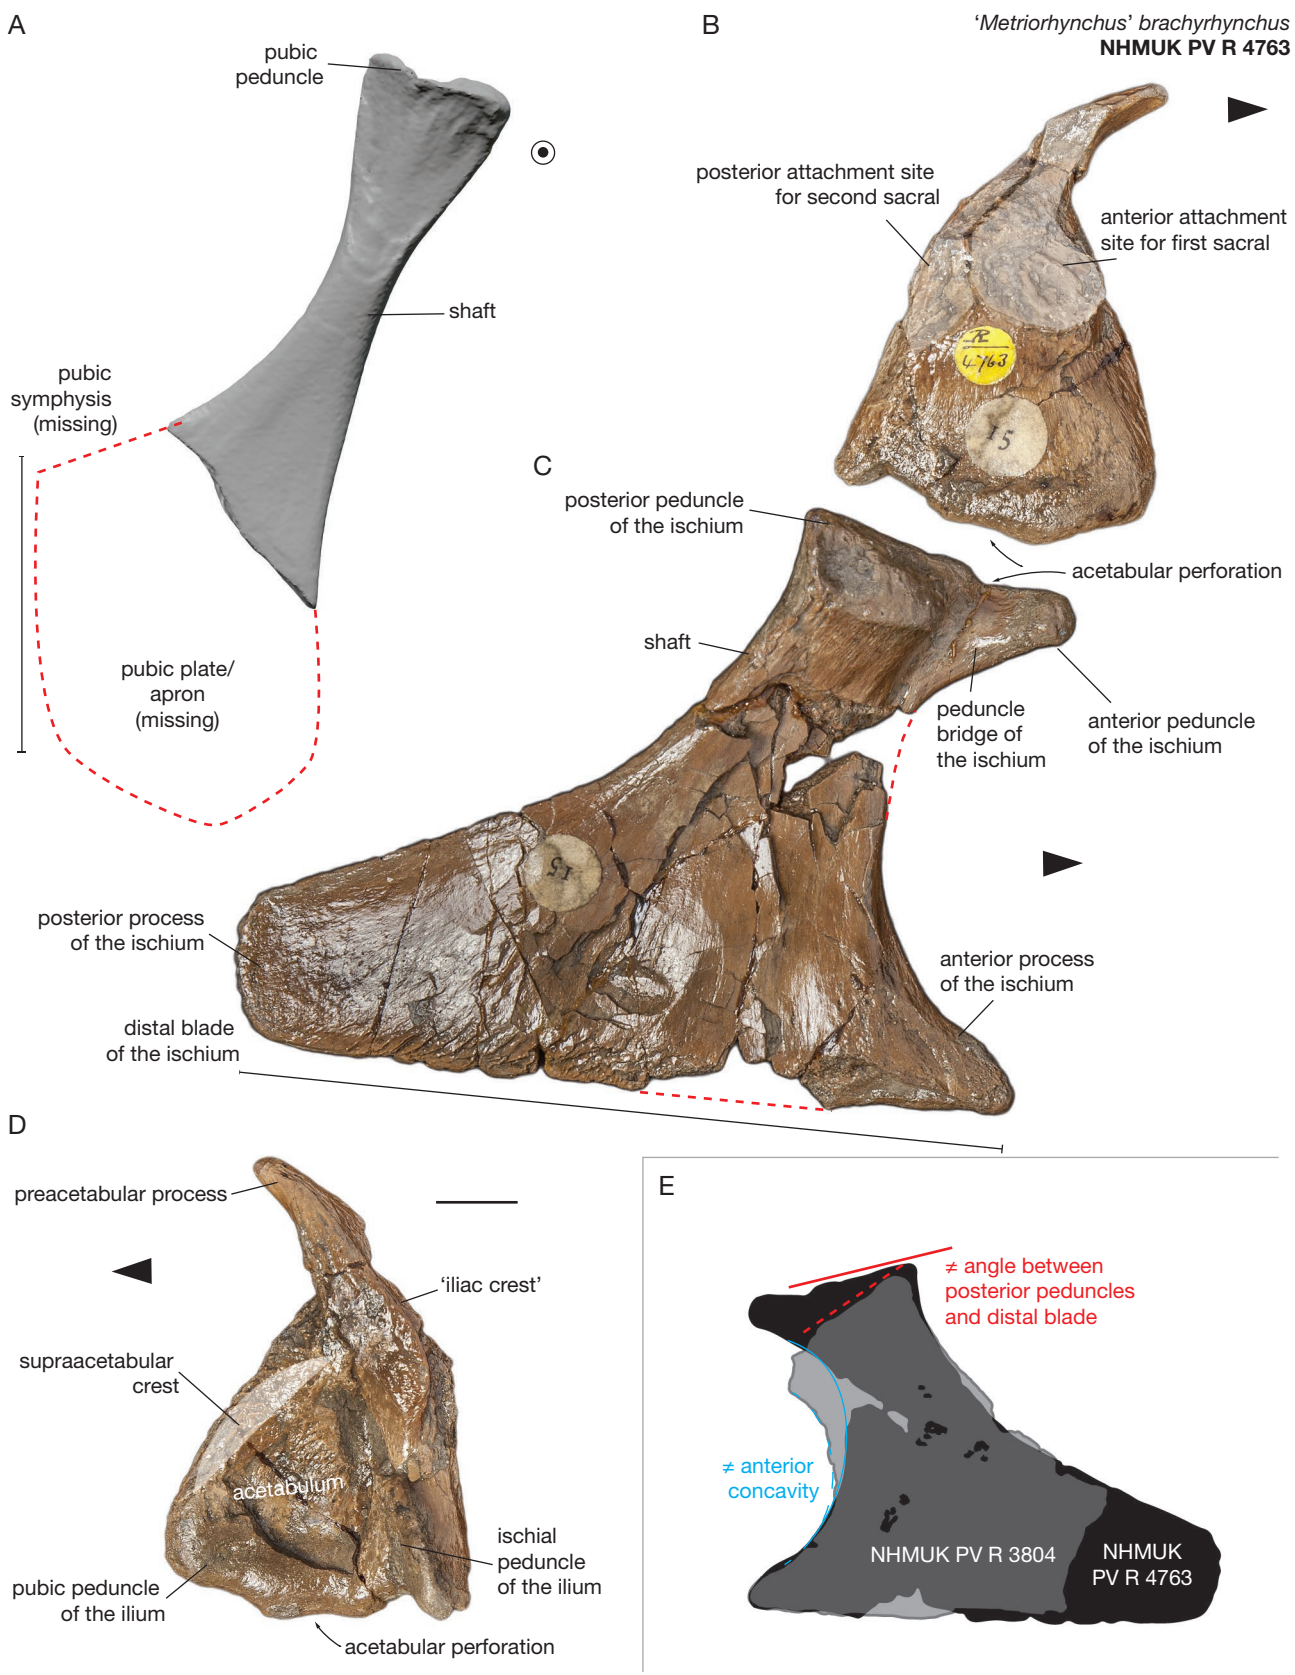 A
pubic
peduncle
shaft
pubic
symphysis
(missing)
pubic plate/
apron
(missing)
B
'Metriorhynchus' brachyrhynchus
NHMUK PV R 4763
posterior attachment site
for second sacral
anterior attachment
site for first sacral
R
4763
15
acetabular perforation
C
posterior peduncle
of the ischium
shaft
peduncle
bridge of
the ischium
anterior peduncle
of the ischium
15
posterior process
of the ischium
anterior process
of the ischium
distal blade
of the ischium
D
preacetabular process
'iliac crest'
supraacetabular
crest
acetabulum
ischial
peduncle
of the ilium
pubic peduncle
of the ilium
acetabular perforation
E
≠ angle between
posterior peduncles
and distal blade
≠ anterior
concavity
NHMUK PV R 3804
NHMUK
PV R 4763